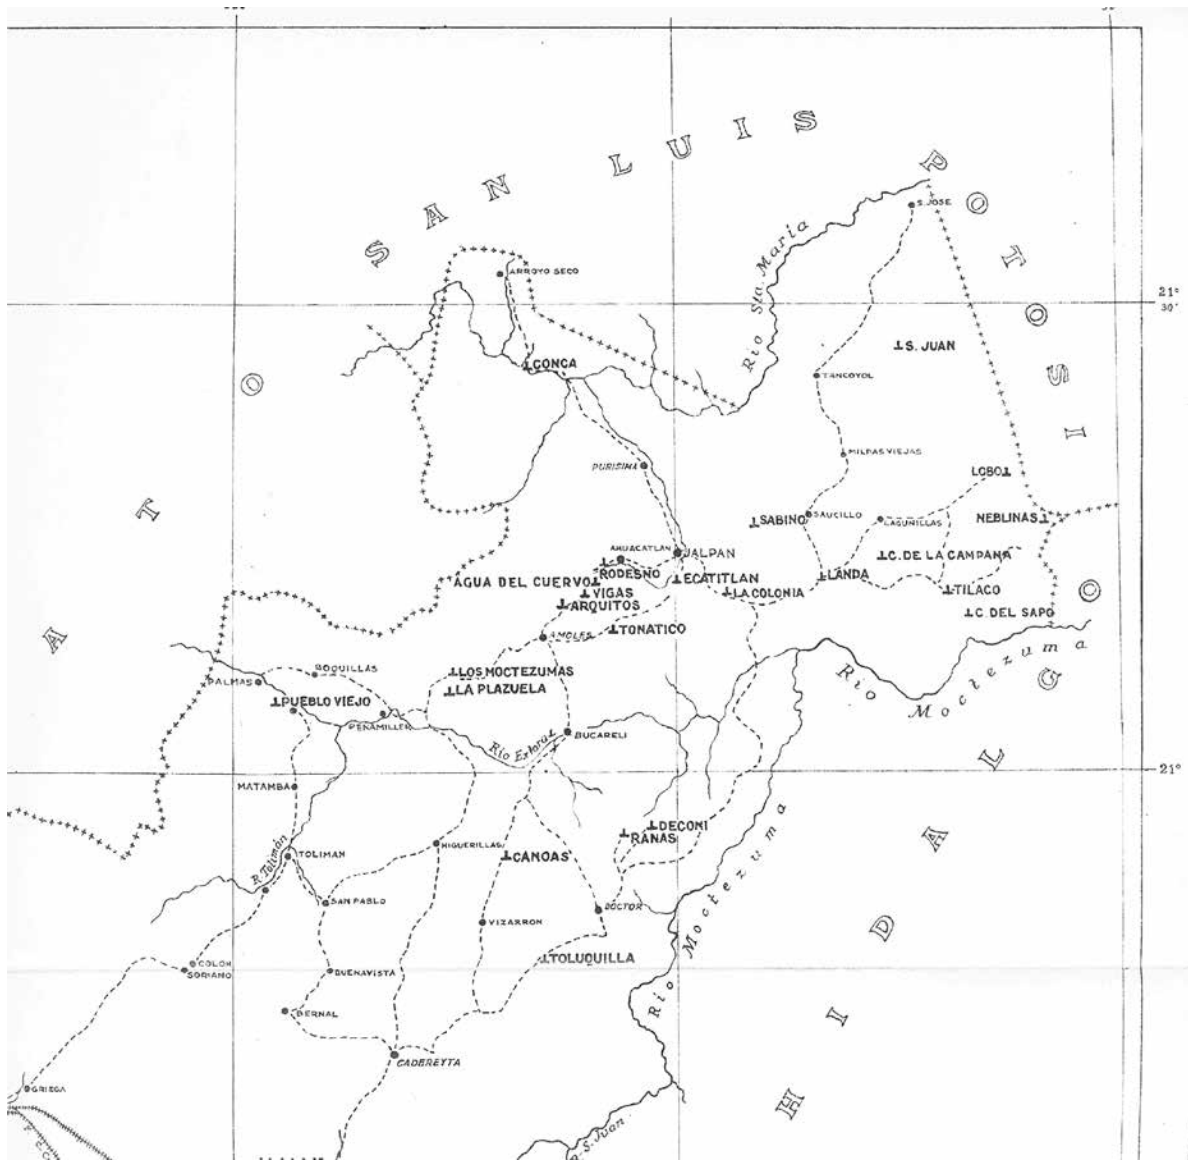 SAN LUIS POTOSI
S. JOSE
Rio Sta. Maria
ARROYO SECO
21°
30'
S. JUAN
CONCA
TANCOYOL
O
MILPAS VIEJAS
PURISIMA
LOBO
A T
SABINO
SAUCILLO
LAGUNILLAS
NEBLINAS
AHUACATLAN
JALPAN
C. DE LA CAMPANA
RODESNO
AGUA DEL CUERVO
ECATITLAN
LANDA
VIGAS
LA COLONIA
TILACO
ARQUITOS
C. DEL SAPO
TONATICO
AMOLES
BOQUILLAS
LOS MOCTEZUMAS
Rio Moctezuma
PALMAS
LA PLAZUELA
PUEBLO VIEJO
PEÑAMILLER
BUCARELI
Rio Extoraz
21°
MATAMBA
DECONI
RANAS
HIGUERILLAS
CANOAS
TOLIMAN
R. Tolimán
SAN PABLO
DOCTOR
VIZARRON
Rio Moctezuma
COLON
SORIANO
BUENAVISTA
TOLUQUILLA
BERNAL
CADEREYTA
HIDALGO
GRIEGA
S. Juan